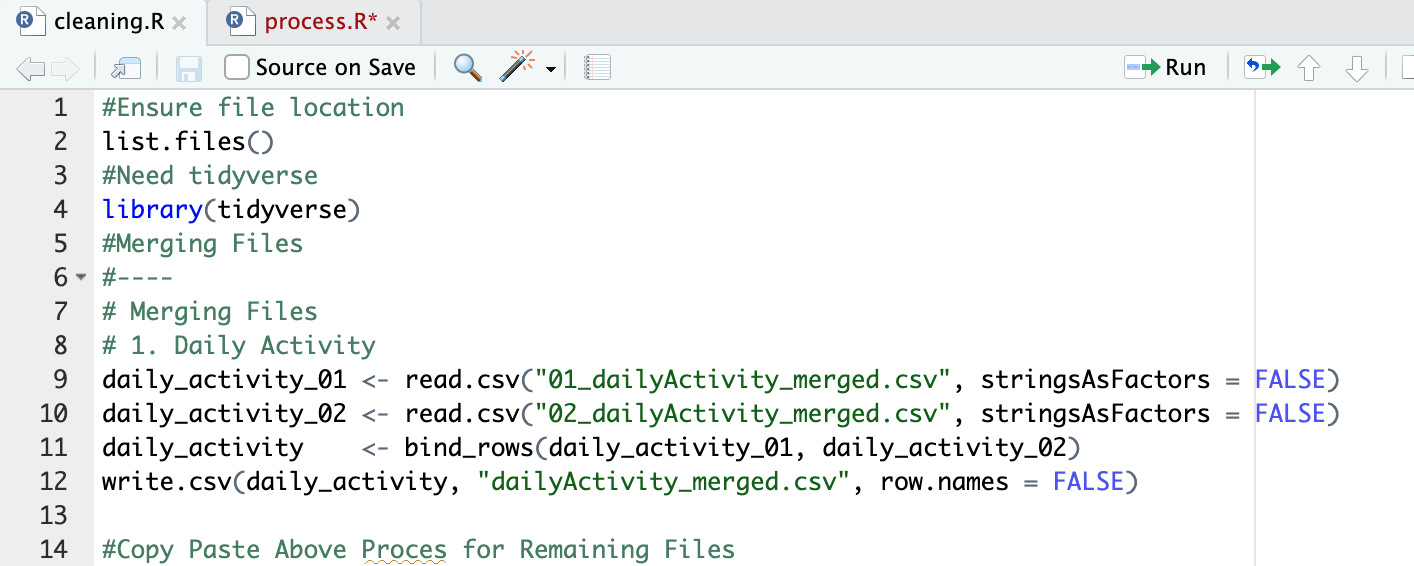 cleaning.R
process.R*
Source on Save
Run
1 #Ensure file location
2 list.files()
3 #Need tidyverse
4 library(tidyverse)
5 #Merging Files
6 #----
7 # Merging Files
8 # 1. Daily Activity
9 daily_activity_01 <- read.csv("01_dailyActivity_merged.csv", stringsAsFactors = FALSE)
10 daily_activity_02 <- read.csv("02_dailyActivity_merged.csv", stringsAsFactors = FALSE)
11 daily_activity    <- bind_rows(daily_activity_01, daily_activity_02)
12 write.csv(daily_activity, "dailyActivity_merged.csv", row.names = FALSE)
13
14 #Copy Paste Above Proces for Remaining Files